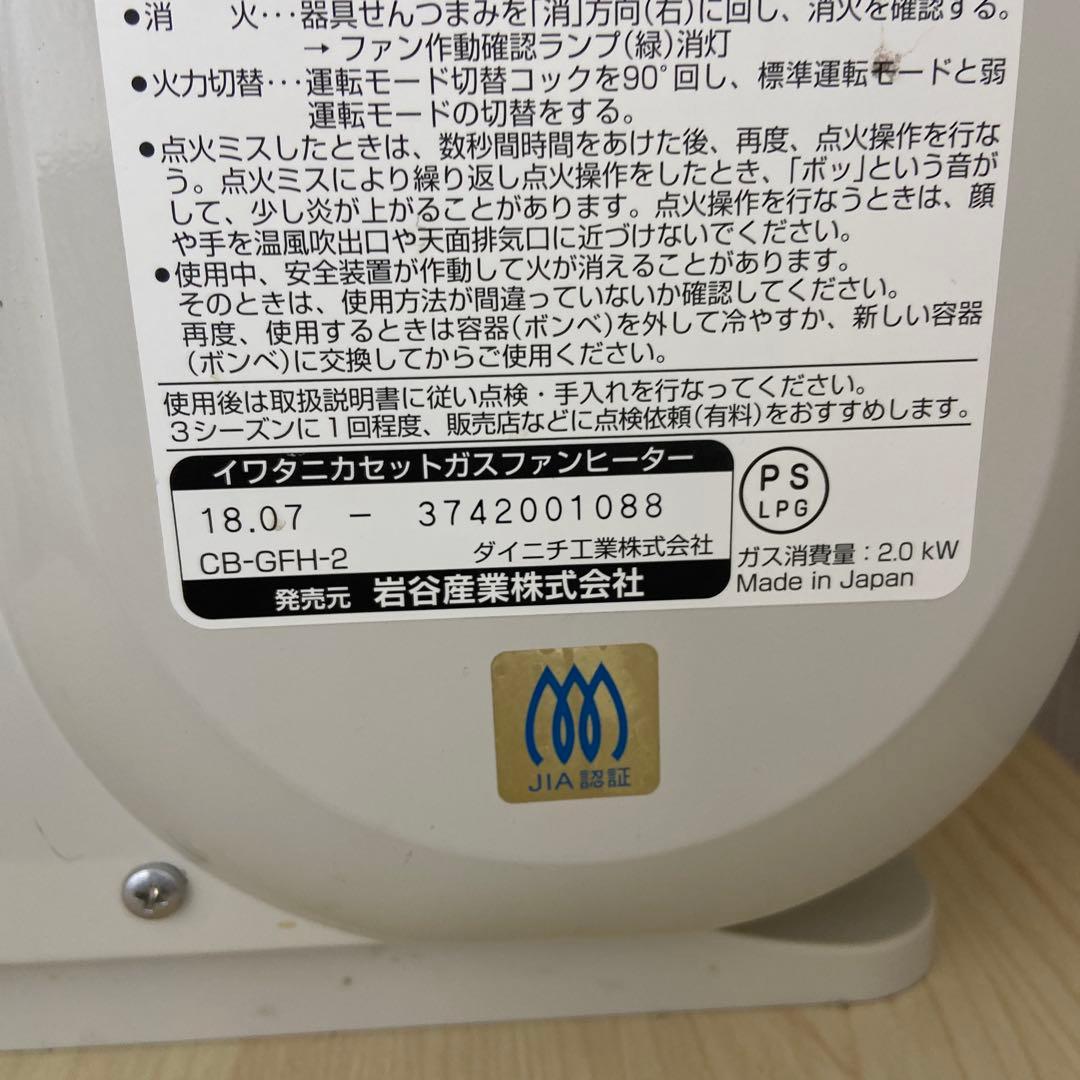 ●消　火･･･器具せんつまみを「消」方向(右)に回し、消火を確認する。
→ ファン作動確認ランプ(緑)消灯
●火力切替･･･運転モード切替コックを90°回し、標準運転モードと弱
運転モードの切替をする。
●点火ミスしたときは、数秒間時間をあけた後、再度、点火操作を行な
う。点火ミスにより繰り返し点火操作をしたとき、「ボッ」という音が
して、少し炎が上がることがあります。点火操作を行なうときは、顔
や手を温風吹出口や天面排気口に近づけないでください。
●使用中、安全装置が作動して火が消えることがあります。
そのときは、使用方法が間違っていないか確認してください。
再度、使用するときは容器(ボンベ)を外して冷やすか、新しい容器
(ボンベ)に交換してからご使用ください。
使用後は取扱説明書に従い点検・手入れを行なってください。
3シーズンに1回程度、販売店などに点検依頼(有料)をおすすめします。
イワタニカセットガスファンヒーター
18.07 － 3742001088
CB-GFH-2 ダイニチ工業株式会社
発売元 岩谷産業株式会社
PS
LPG
ガス消費量：2.0 kW
Made in Japan
JIA 認証